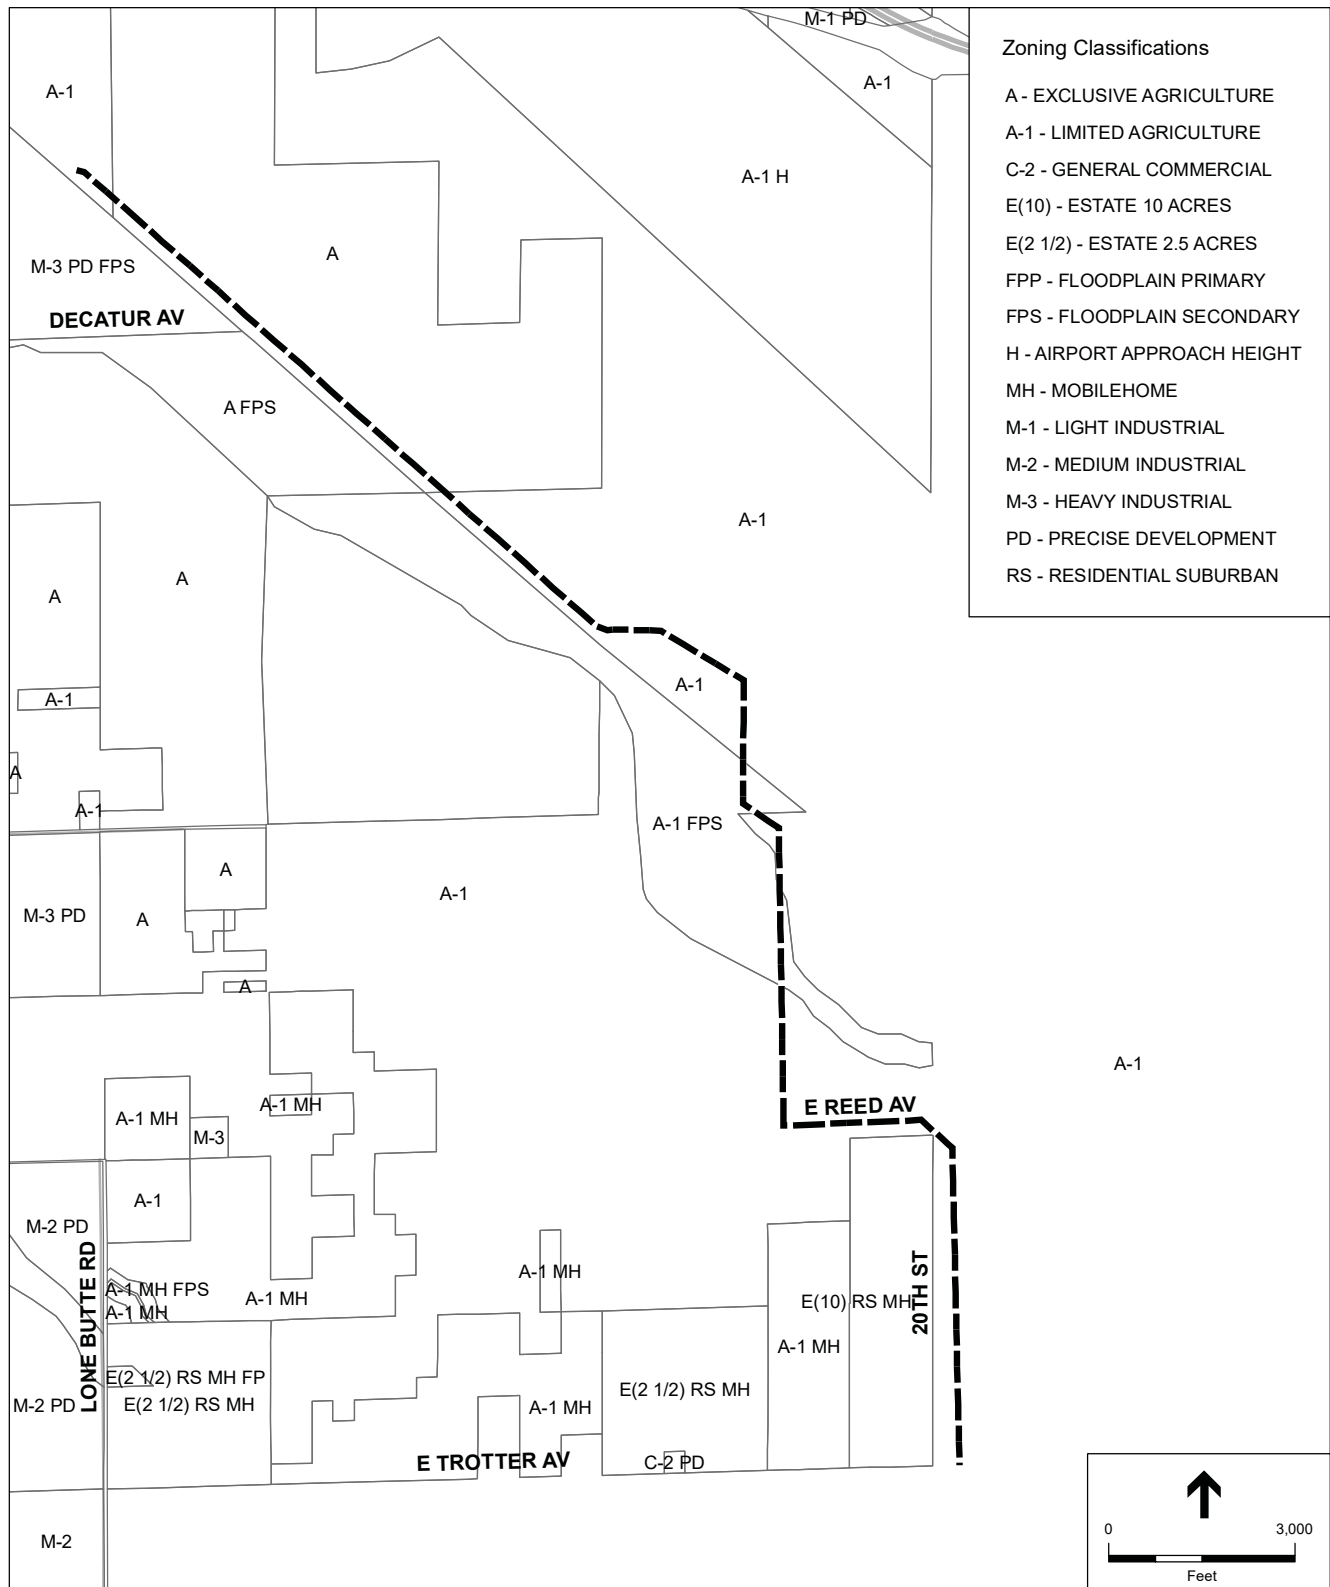 M-1 PD
Zoning Classifications
A - EXCLUSIVE AGRICULTURE
A-1 - LIMITED AGRICULTURE
C-2 - GENERAL COMMERCIAL
E(10) - ESTATE 10 ACRES
E(2 1/2) - ESTATE 2.5 ACRES
FPP - FLOODPLAIN PRIMARY
FPS - FLOODPLAIN SECONDARY
H - AIRPORT APPROACH HEIGHT
MH - MOBILEHOME
M-1 - LIGHT INDUSTRIAL
M-2 - MEDIUM INDUSTRIAL
M-3 - HEAVY INDUSTRIAL
PD - PRECISE DEVELOPMENT
RS - RESIDENTIAL SUBURBAN
A-1
A-1
A-1 H
A
M-3 PD FPS
DECATUR AV
A FPS
A-1
A
A
A-1
A-1
A
A-1
A-1 FPS
A
A-1
M-3 PD
A
A
A-1
E REED AV
A-1 MH
A-1 MH
M-3
A-1
M-2 PD
LONE BUTTE RD
A-1 MH FPS
A-1 MH
A-1 MH
A-1 MH
E(10) RS MH
20TH ST
A-1 MH
E(2 1/2) RS MH FP
E(2 1/2) RS MH
M-2 PD
E(2 1/2) RS MH
A-1 MH
E TROTTER AV
C-2 PD
M-2
0
3,000
Feet